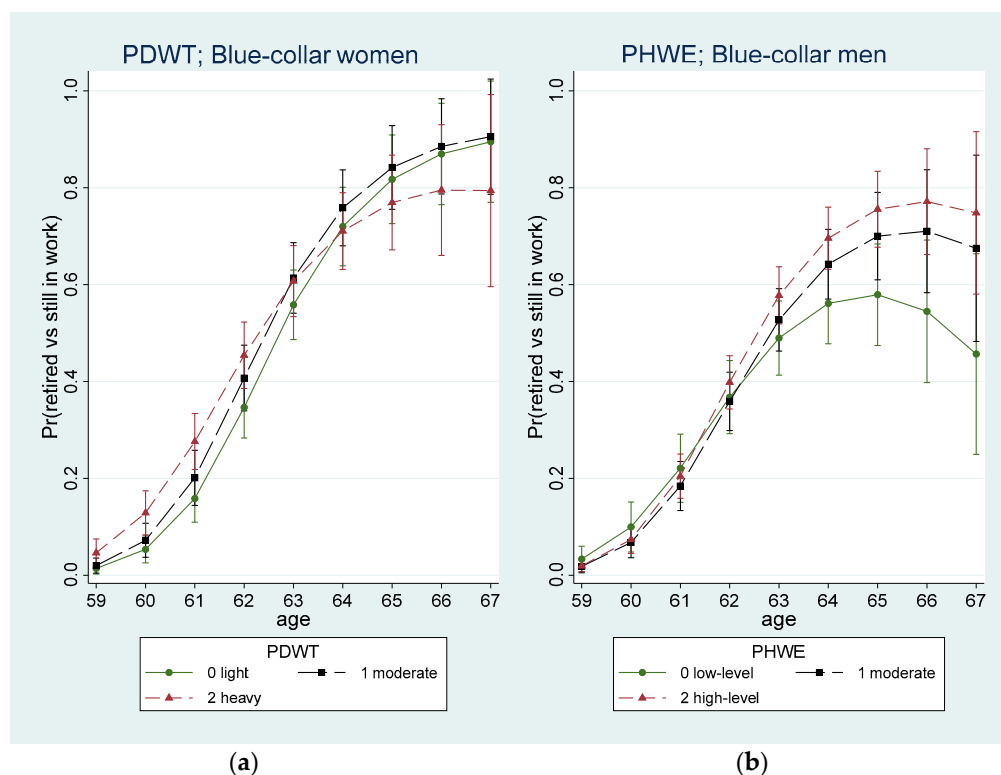 PDWT; Blue-collar women
Pr(retired vs still in work)
1.0
0.8
0.6
0.4
0.2
0.0
59 60 61 62 63 64 65 66 67
age
PDWT
0 light 1 moderate
2 heavy
(a)
PHWE; Blue-collar men
Pr(retired vs still in work)
1.0
0.8
0.6
0.4
0.2
0.0
59 60 61 62 63 64 65 66 67
age
PHWE
0 low-level 1 moderate
2 high-level
(b)